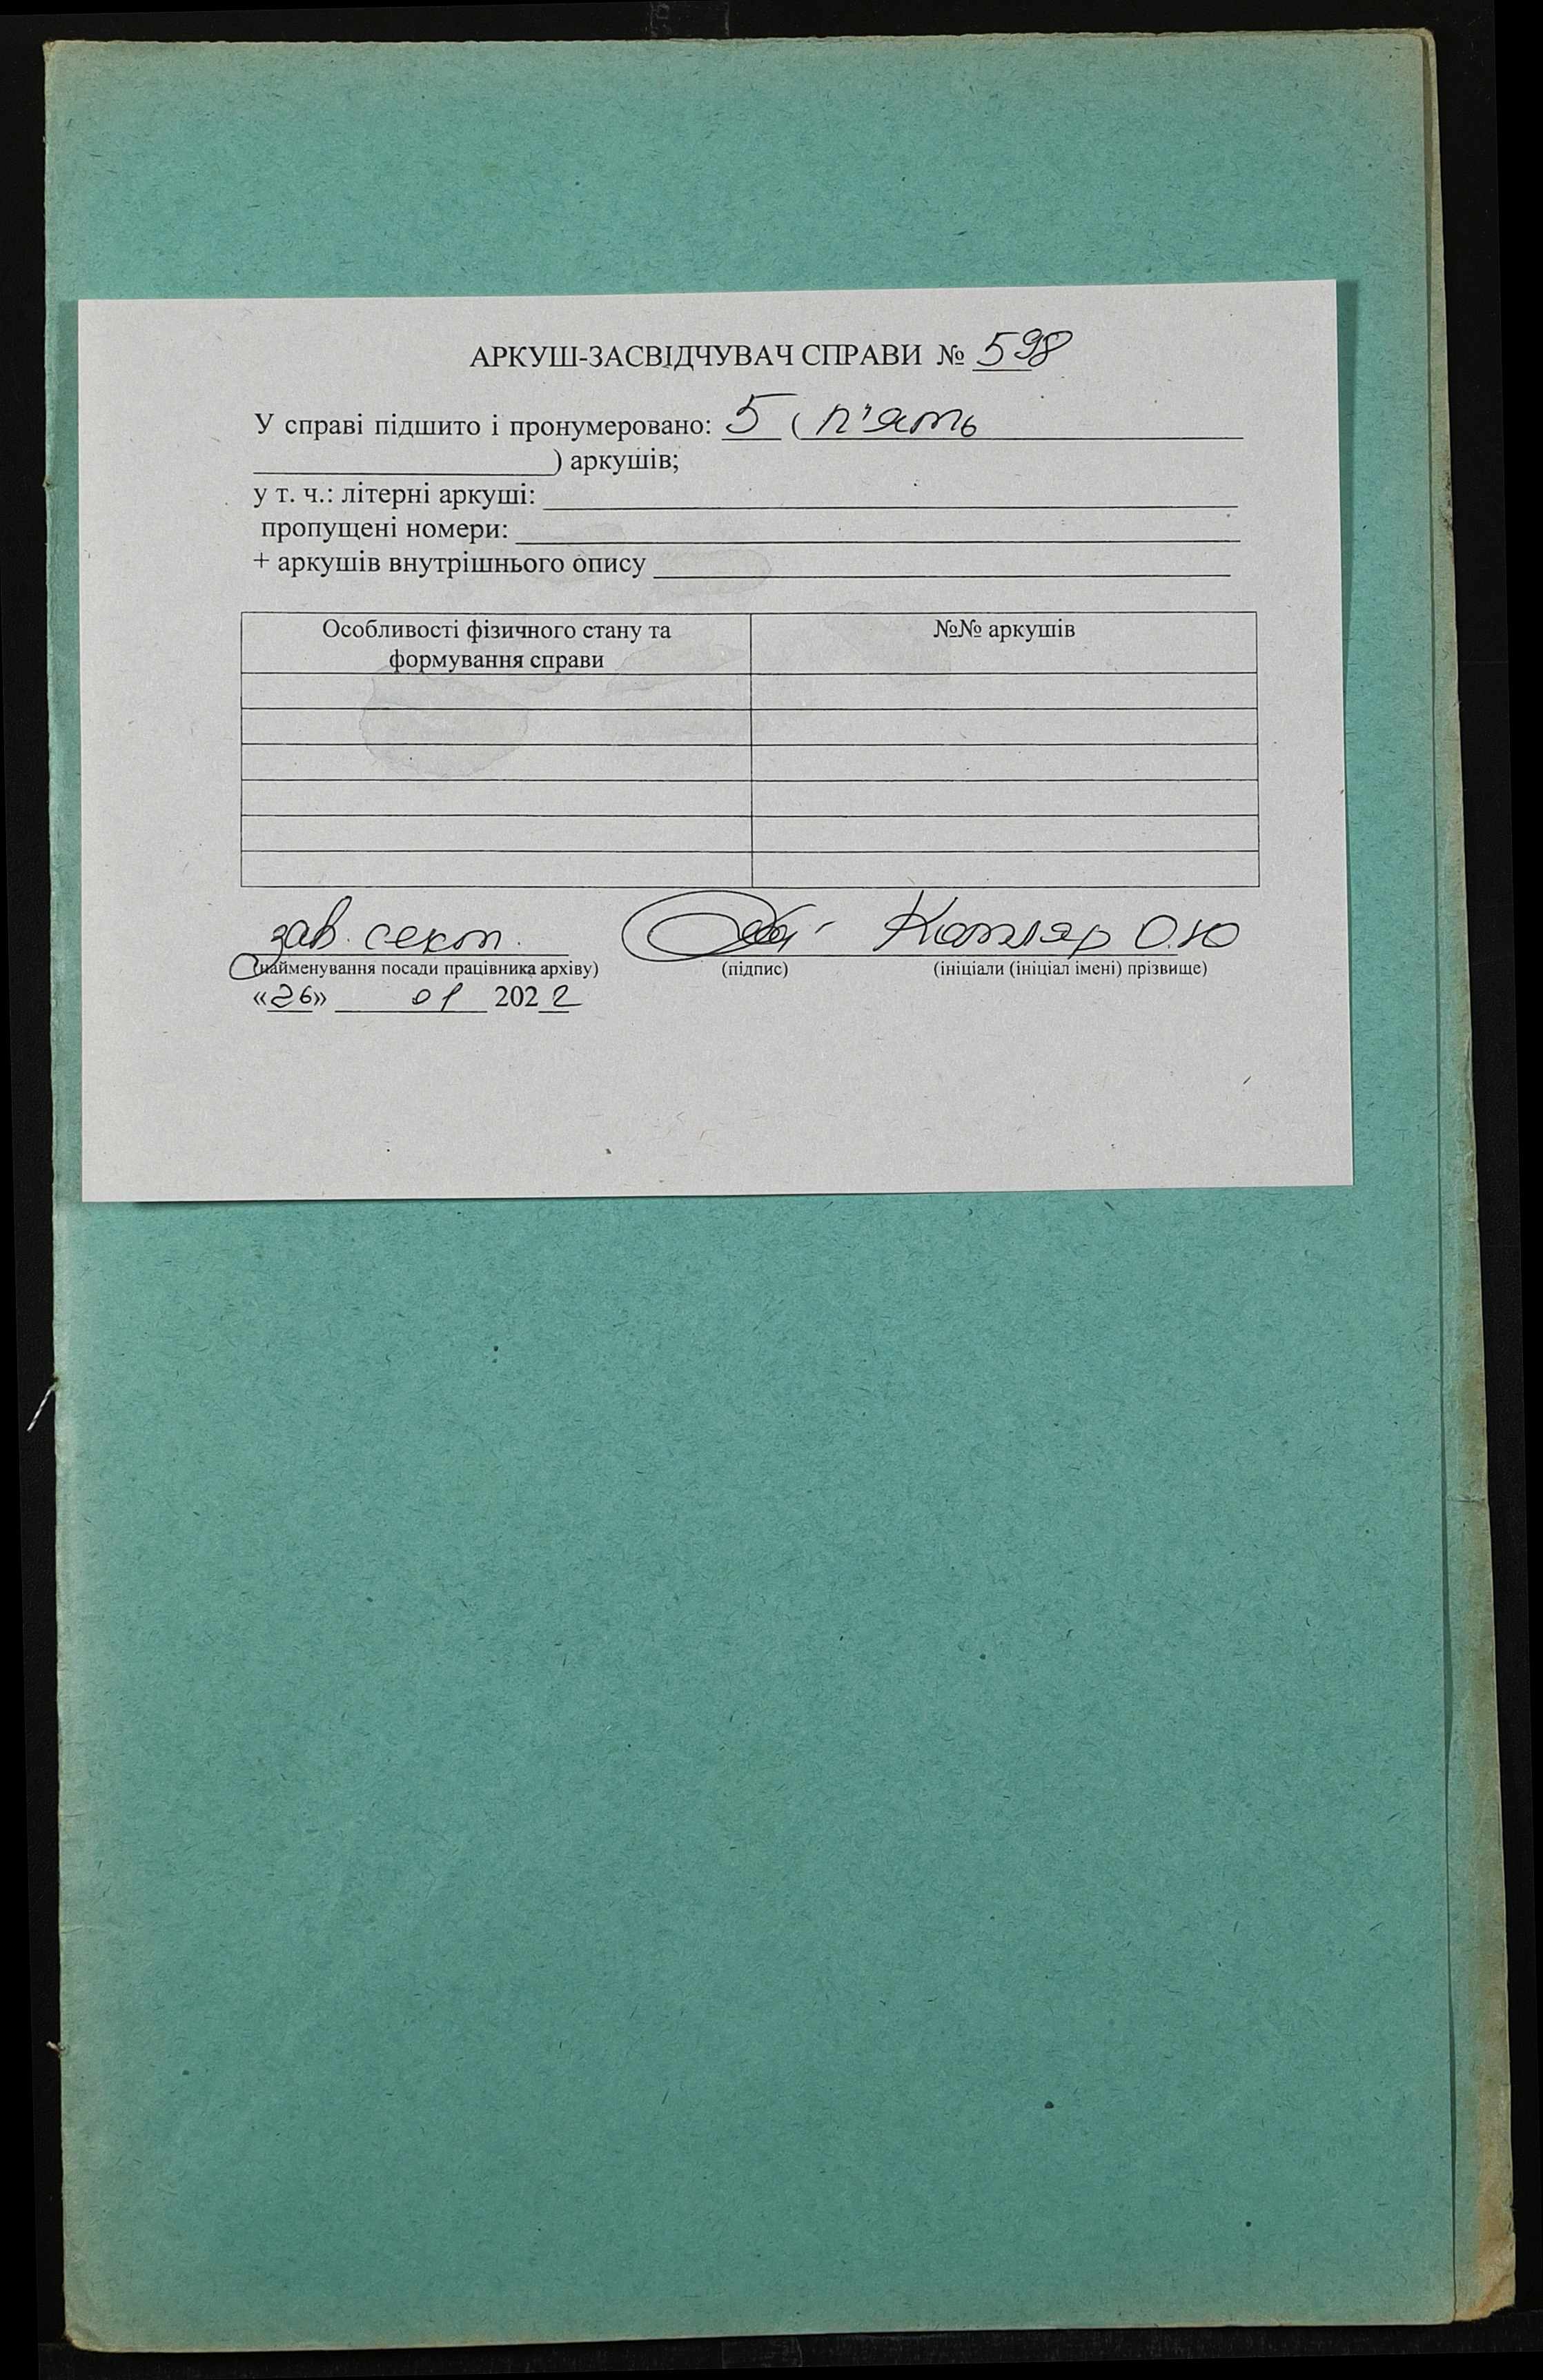 АРКУШ-ЗАСВІДЧУВАЧ СПРАВИ № 598
У справі підшито і пронумеровано: 5 (п'ять
) аркушів;
у т. ч.: літерні аркуші:
пропущені номери:
+ аркушів внутрішнього опису
Особливості фізичного стану та
формування справи
№№ аркушів
зав. сект. Котляр О.Ю
(найменування посади працівника архіву) (підпис) (ініціали (ініціал імені) прізвище)
«26» 01 2022